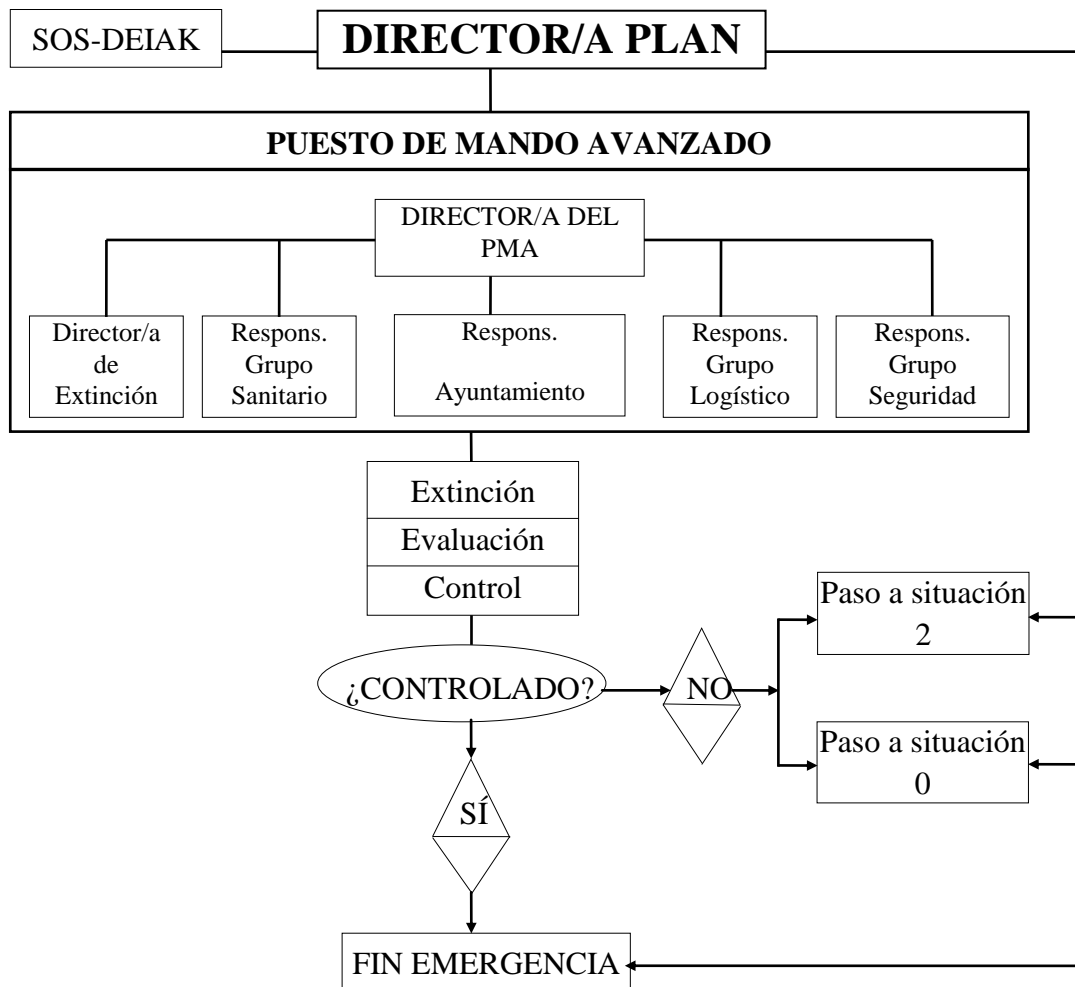 SOS-DEIAK
DIRECTOR/A PLAN
PUESTO DE MANDO AVANZADO
DIRECTOR/A DEL
PMA
Director/a
de
Extinción
Respons.
Grupo
Sanitario
Respons.
Ayuntamiento
Respons.
Grupo
Logístico
Respons.
Grupo
Seguridad
Extinción
Evaluación
Control
¿CONTROLADO?
NO
Paso a situación
2
Paso a situación
0
SÍ
FIN EMERGENCIA